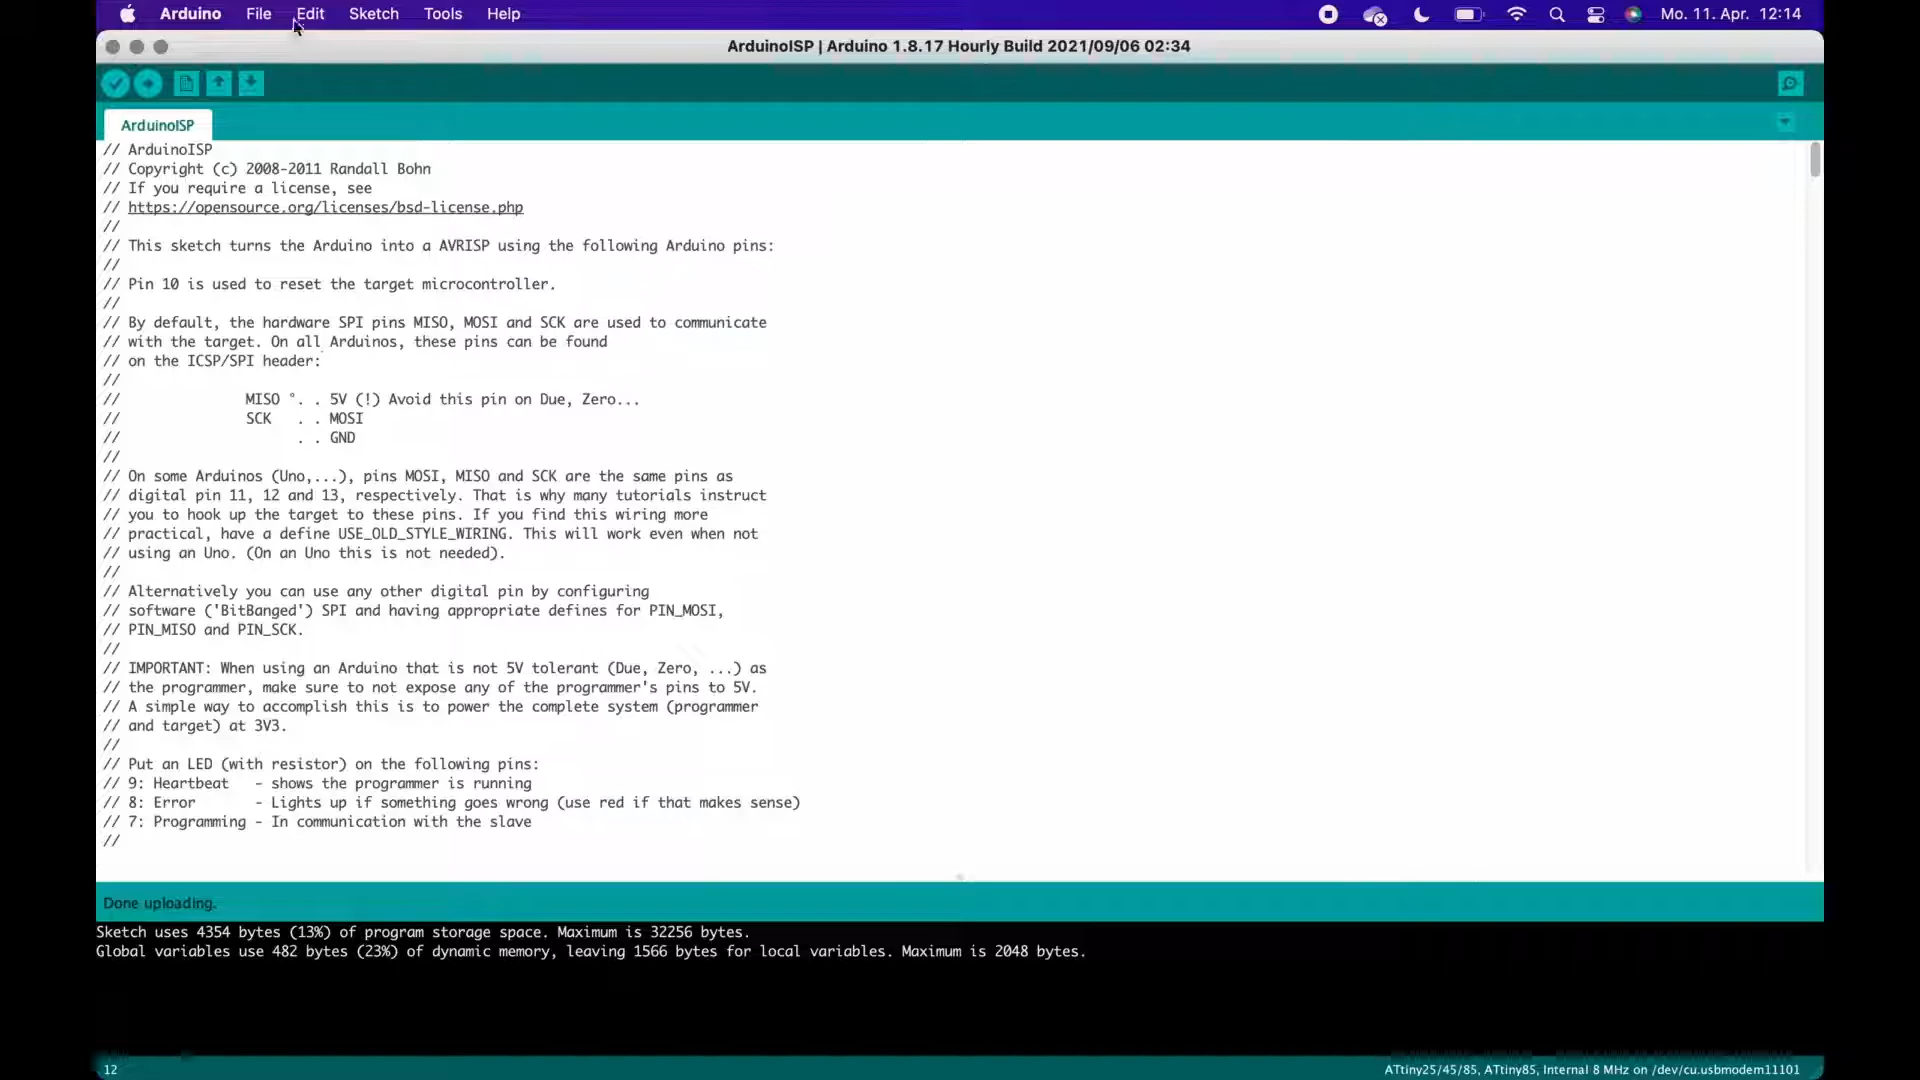 Arduino File Edit Sketch Tools Help Mo. 11. Apr. 12:14
ArduinoISP | Arduino 1.8.17 Hourly Build 2021/09/06 02:34
ArduinoISP
// ArduinoISP
// Copyright (c) 2008-2011 Randall Bohn
// If you require a license, see
// https://opensource.org/licenses/bsd-license.php
//
// This sketch turns the Arduino into a AVRISP using the following Arduino pins:
//
// Pin 10 is used to reset the target microcontroller.
//
// By default, the hardware SPI pins MISO, MOSI and SCK are used to communicate
// with the target. On all Arduinos, these pins can be found
// on the ICSP/SPI header:
//
// MISO °. . 5V (!) Avoid this pin on Due, Zero...
// SCK . . MOSI
// . . GND
//
// On some Arduinos (Uno,...), pins MOSI, MISO and SCK are the same pins as
// digital pin 11, 12 and 13, respectively. That is why many tutorials instruct
// you to hook up the target to these pins. If you find this wiring more
// practical, have a define USE_OLD_STYLE_WIRING. This will work even when not
// using an Uno. (On an Uno this is not needed).
//
// Alternatively you can use any other digital pin by configuring
// software ('BitBanged') SPI and having appropriate defines for PIN_MOSI,
// PIN_MISO and PIN_SCK.
//
// IMPORTANT: When using an Arduino that is not 5V tolerant (Due, Zero, ...) as
// the programmer, make sure to not expose any of the programmer's pins to 5V.
// A simple way to accomplish this is to power the complete system (programmer
// and target) at 3V3.
//
// Put an LED (with resistor) on the following pins:
// 9: Heartbeat - shows the programmer is running
// 8: Error - Lights up if something goes wrong (use red if that makes sense)
// 7: Programming - In communication with the slave
//
Done uploading.
Sketch uses 4354 bytes (13%) of program storage space. Maximum is 32256 bytes.
Global variables use 482 bytes (23%) of dynamic memory, leaving 1566 bytes for local variables. Maximum is 2048 bytes.
12 ATtiny25/45/85, ATtiny85, Internal 8 MHz on /dev/cu.usbmodem11101